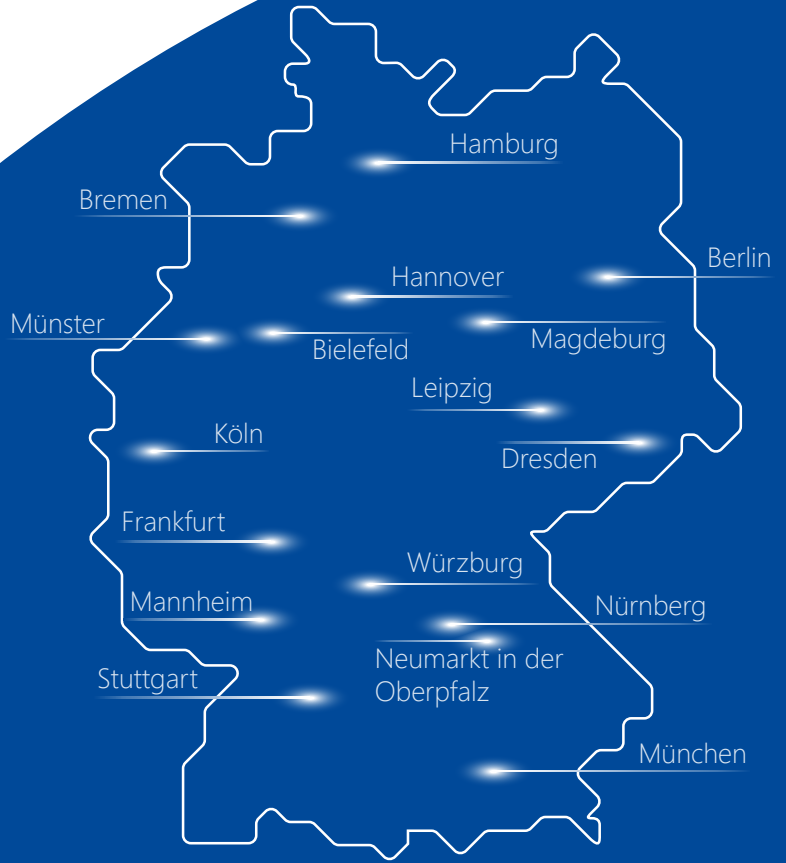 Hamburg
Bremen
Berlin
Hannover
Münster
Magdeburg
Bielefeld
Leipzig
Köln
Dresden
Frankfurt
Würzburg
Mannheim
Nürnberg
Neumarkt in der
Oberpfalz
Stuttgart
München